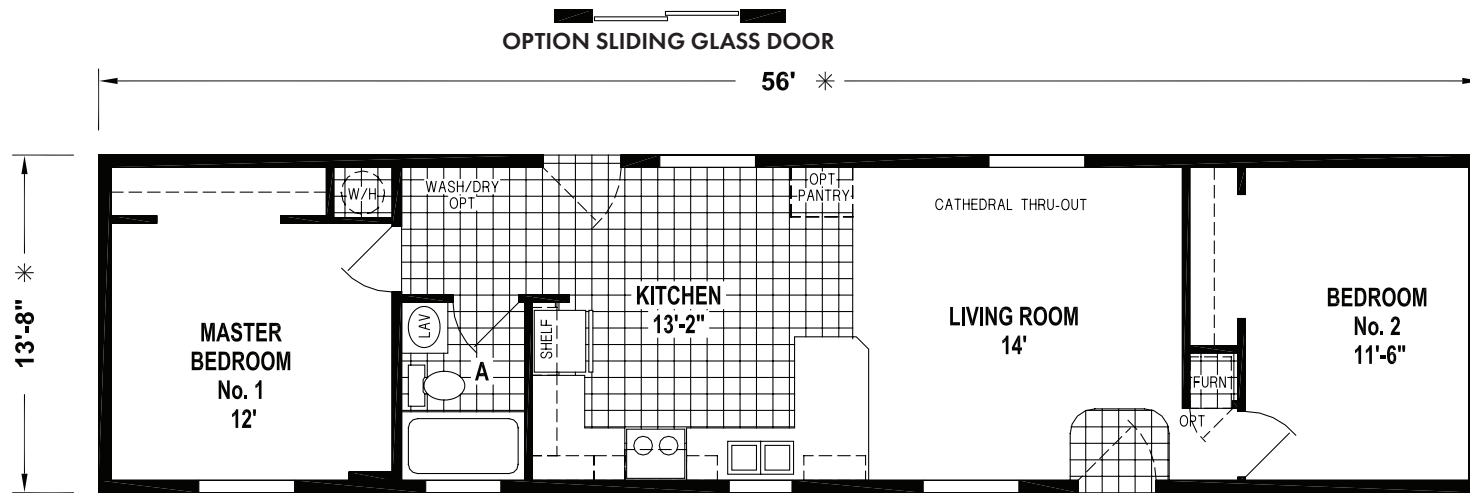 OPTION SLIDING GLASS DOOR
56' ✳
13'-8" ✳
W/H
WASH/DRY
OPT
OPT
PANTRY
CATHEDRAL THRU-OUT
MASTER
BEDROOM
No. 1
12'
LAV
A
SHELF
KITCHEN
13'-2"
LIVING ROOM
14'
FURN
OPT
BEDROOM
No. 2
11'-6"